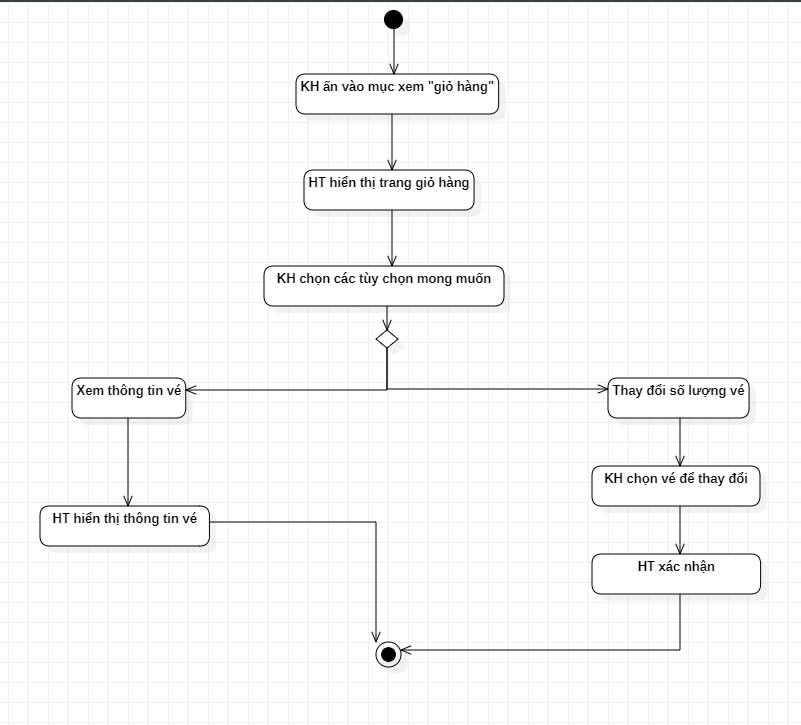 KH ấn vào mục xem "giỏ hàng"
HT hiển thị trang giỏ hàng
KH chọn các tùy chọn mong muốn
Xem thông tin vé
Thay đổi số lượng vé
KH chọn vé để thay đổi
HT hiển thị thông tin vé
HT xác nhận